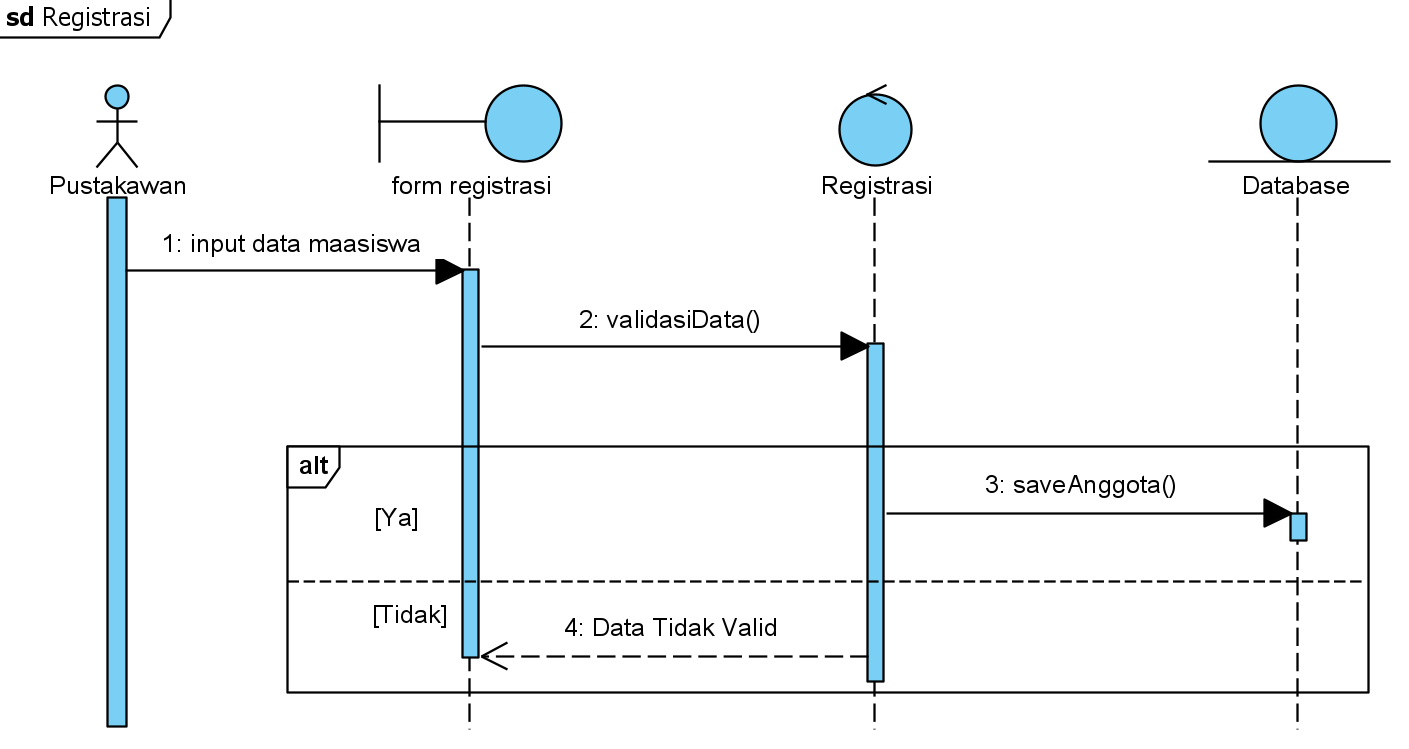 sd Registrasi
Pustakawan
form registrasi
Registrasi
Database
1: input data maasiswa
2: validasiData()
alt
3: saveAnggota()
[Ya]
[Tidak]
4: Data Tidak Valid